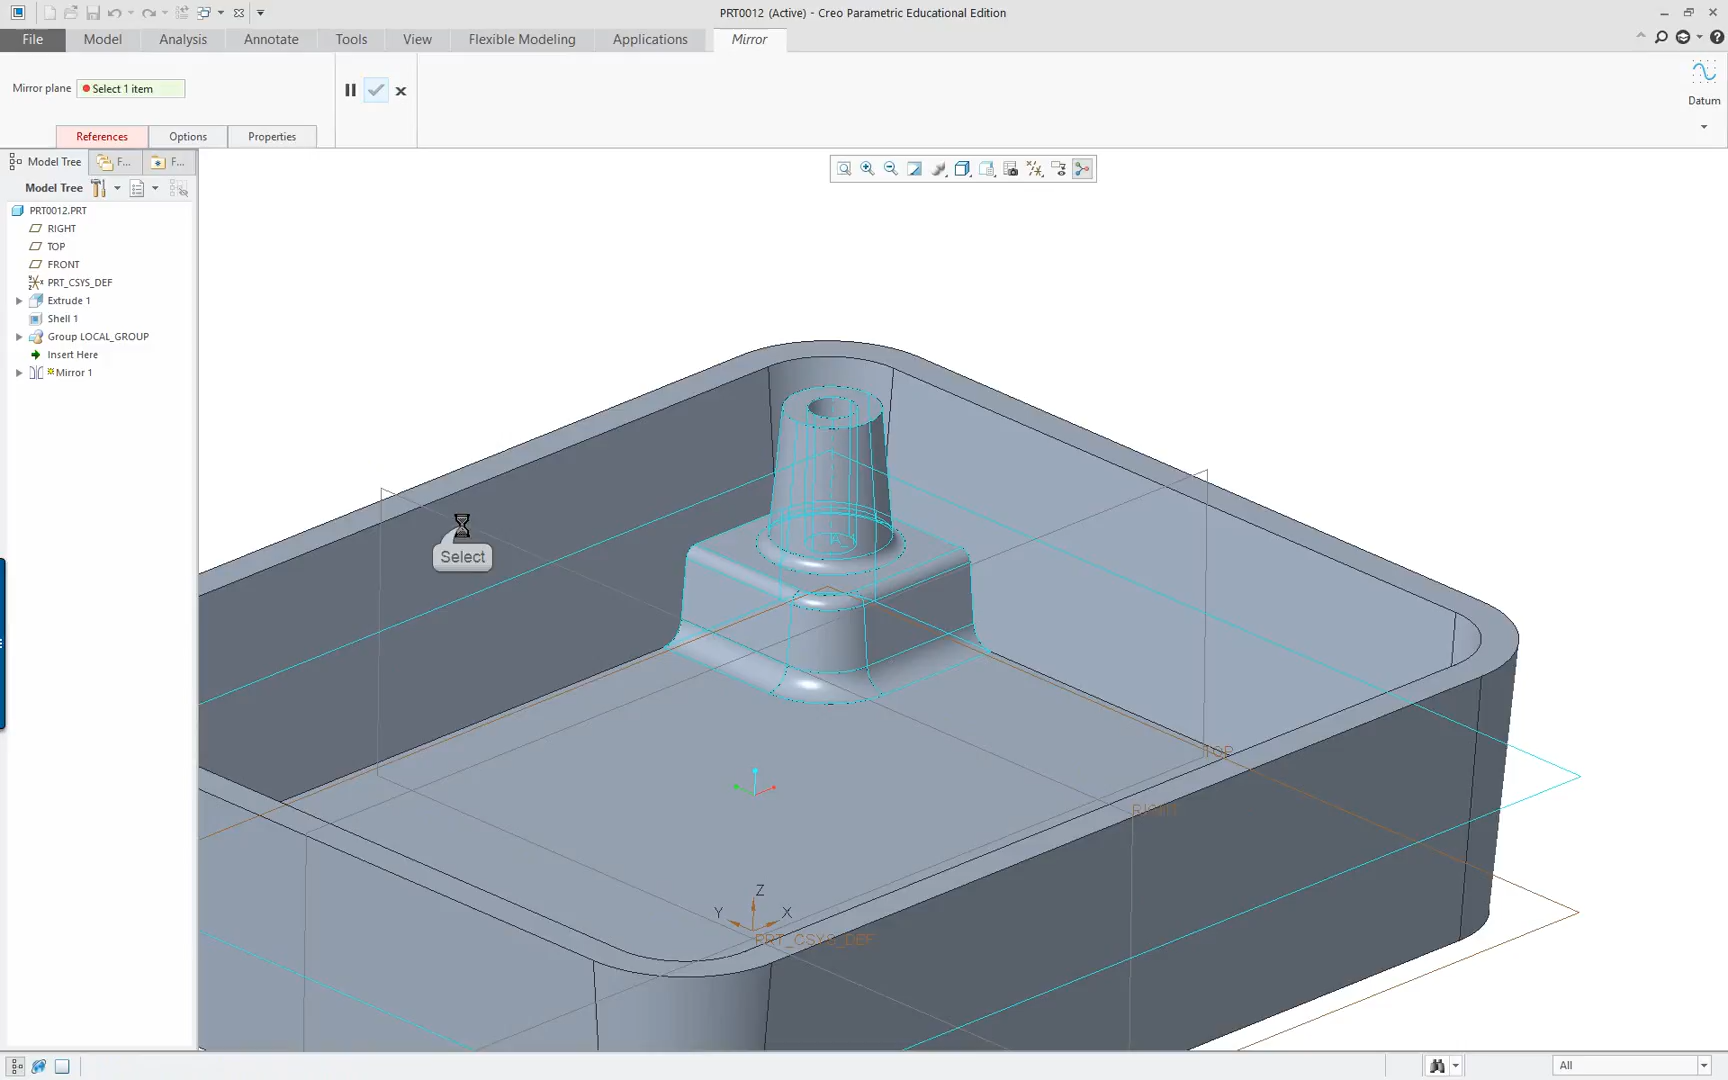 PRT0012 (Active) - Creo Parametric Educational Edition
File Model Analysis Annotate Tools View Flexible Modeling Applications Mirror
Mirror plane Select 1 item
Datum
References Options Properties
Model Tree F... F...
Model Tree
PRT0012.PRT
RIGHT
TOP
FRONT
PRT_CSYS_DEF
Extrude 1
Shell 1
Group LOCAL_GROUP
Insert Here
Mirror 1
Select
TOP
RIGHT
Z
Y X
PRT_CSYS_DEF
All